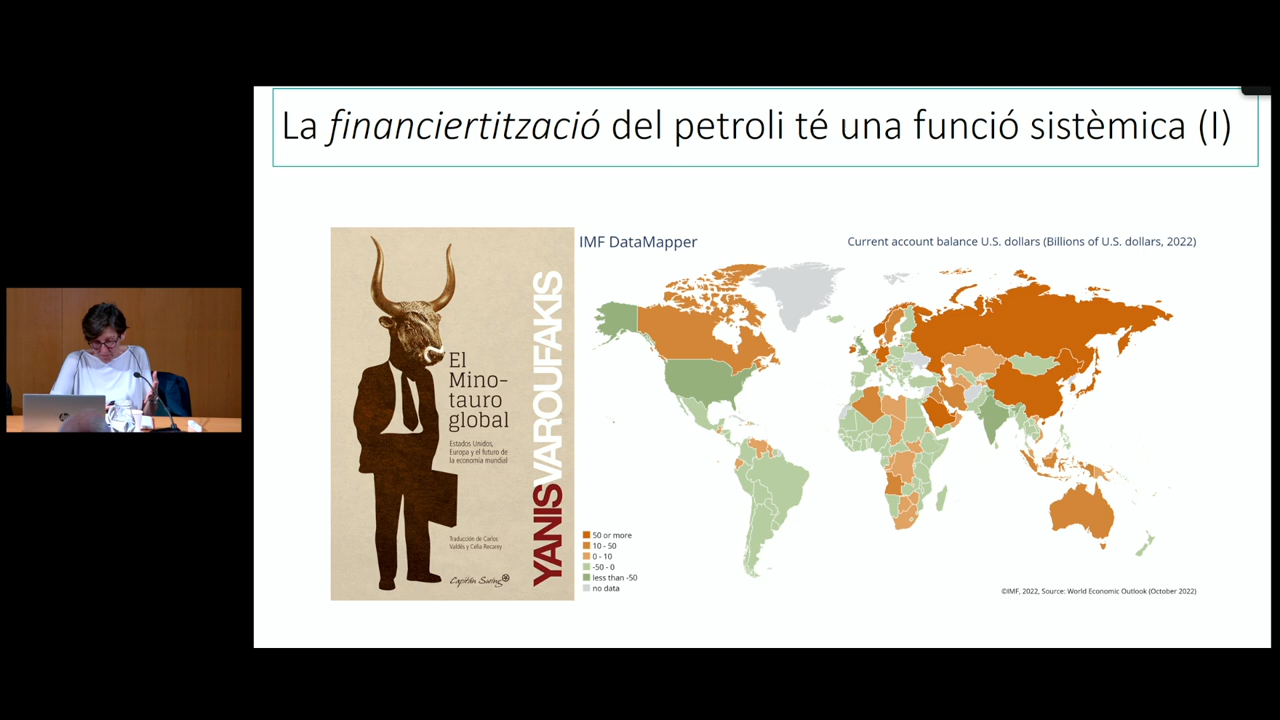 La financiertització del petroli té una funció sistèmica (I)
El
Mino-
tauro
global
Estados Unidos,
Europa y el futuro de
la economía mundial
Traducción de Carlos
Valdés y Celia Recarey
Capitán Swing
YANISVAROUFAKIS
IMF DataMapper
Current account balance U.S. dollars (Billions of U.S. dollars, 2022)
50 or more
10 - 50
0 - 10
-50 - 0
less than -50
no data
©IMF, 2022, Source: World Economic Outlook (October 2022)
hp